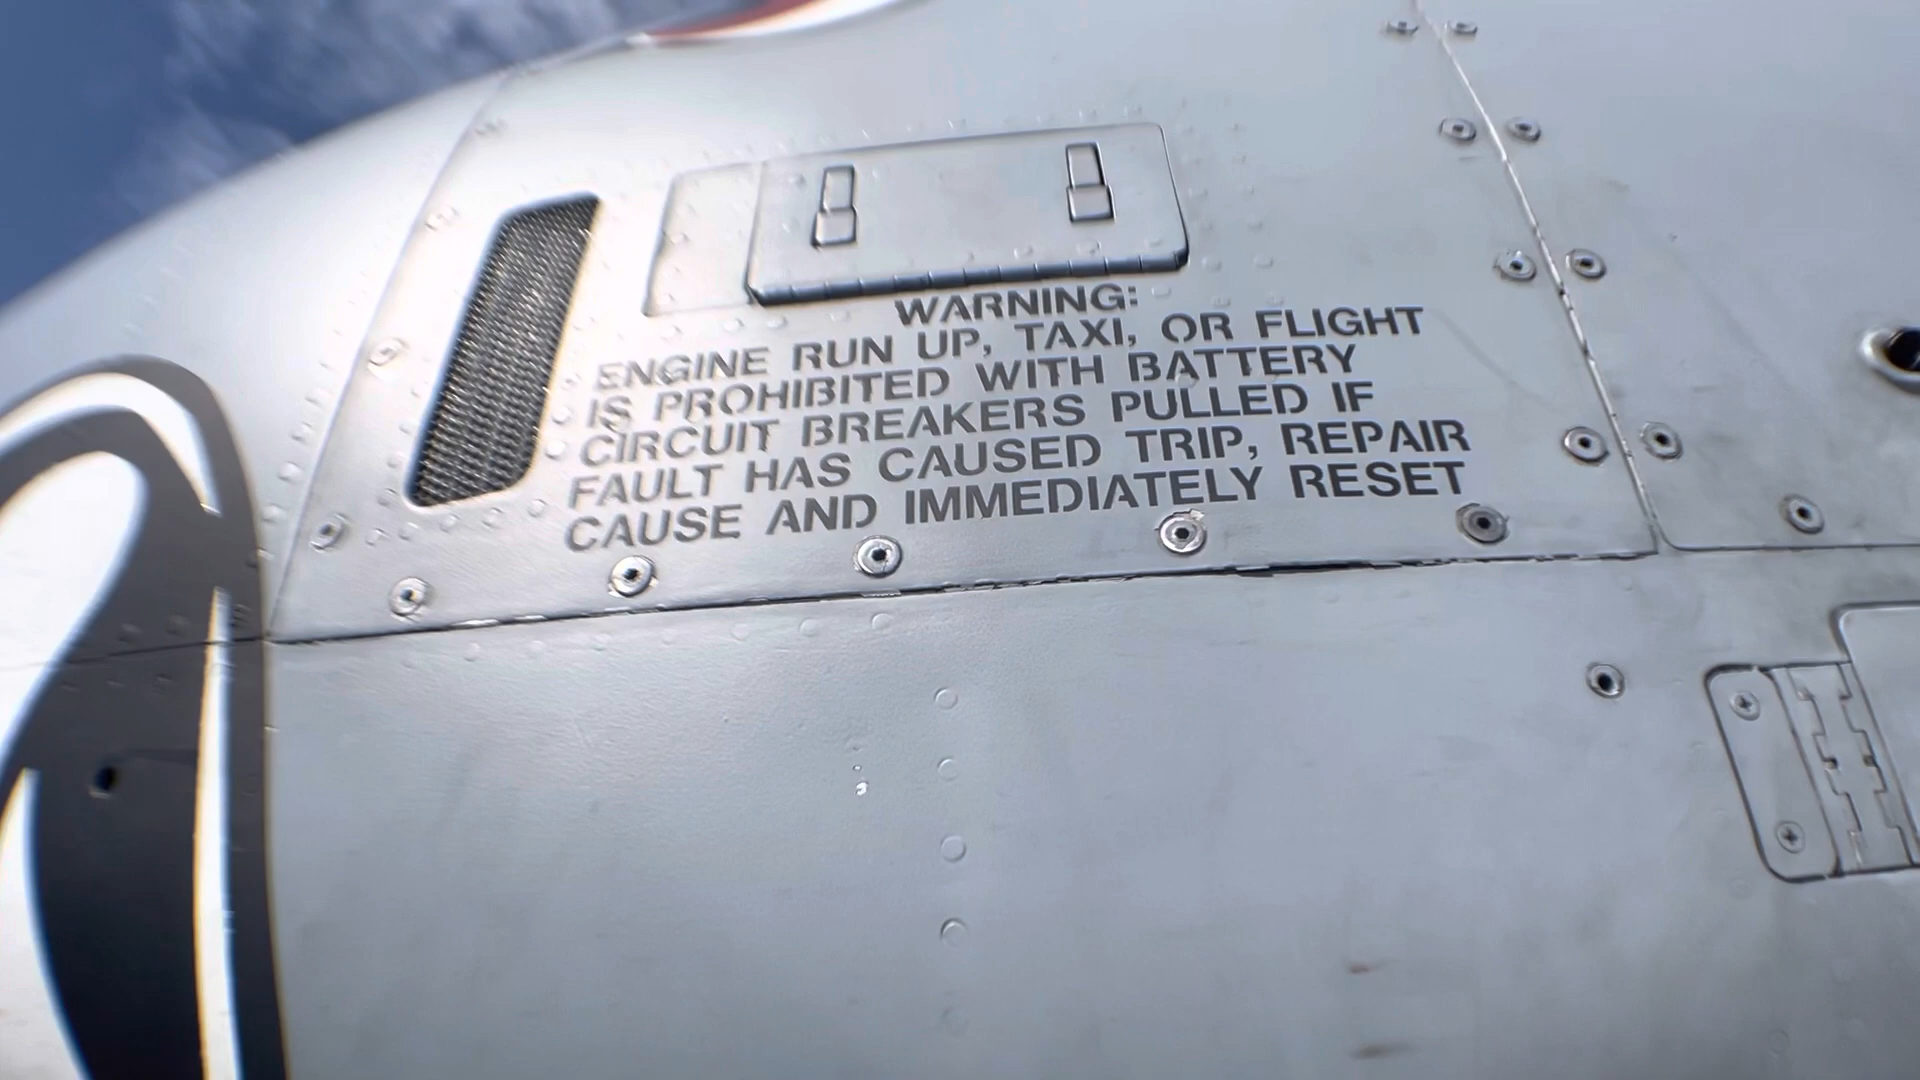 WARNING:
ENGINE RUN UP, TAXI, OR FLIGHT
IS PROHIBITED WITH BATTERY
CIRCUIT BREAKERS PULLED IF
FAULT HAS CAUSED TRIP, REPAIR
CAUSE AND IMMEDIATELY RESET